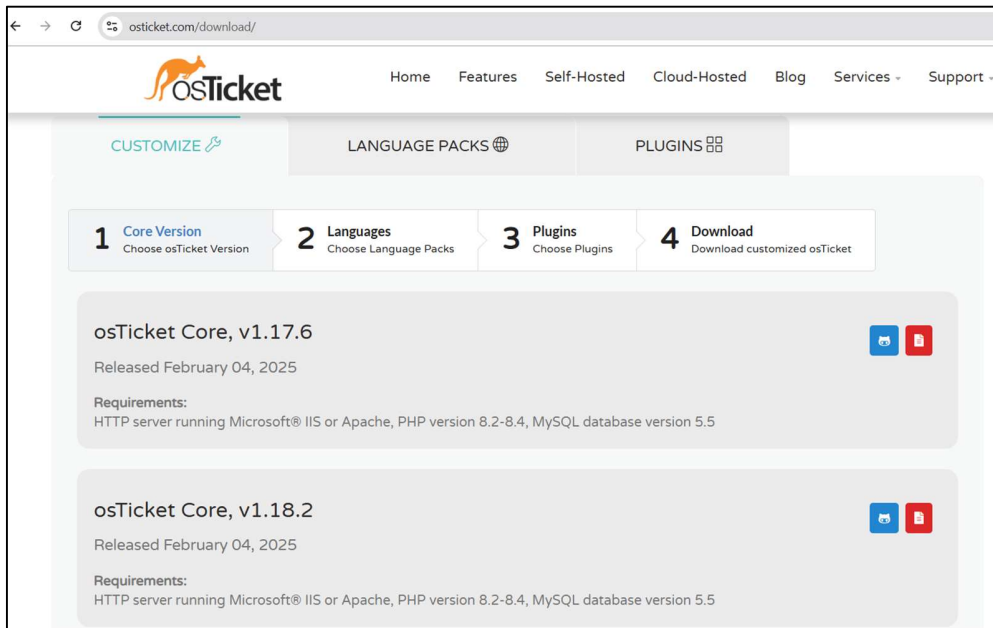 osticket.com/download/
osTicket
Home Features Self-Hosted Cloud-Hosted Blog Services Support
CUSTOMIZE LANGUAGE PACKS PLUGINS
1 Core Version
Choose osTicket Version
2 Languages
Choose Language Packs
3 Plugins
Choose Plugins
4 Download
Download customized osTicket
osTicket Core, v1.17.6
Released February 04, 2025
Requirements:
HTTP server running Microsoft® IIS or Apache, PHP version 8.2-8.4, MySQL database version 5.5
osTicket Core, v1.18.2
Released February 04, 2025
Requirements:
HTTP server running Microsoft® IIS or Apache, PHP version 8.2-8.4, MySQL database version 5.5